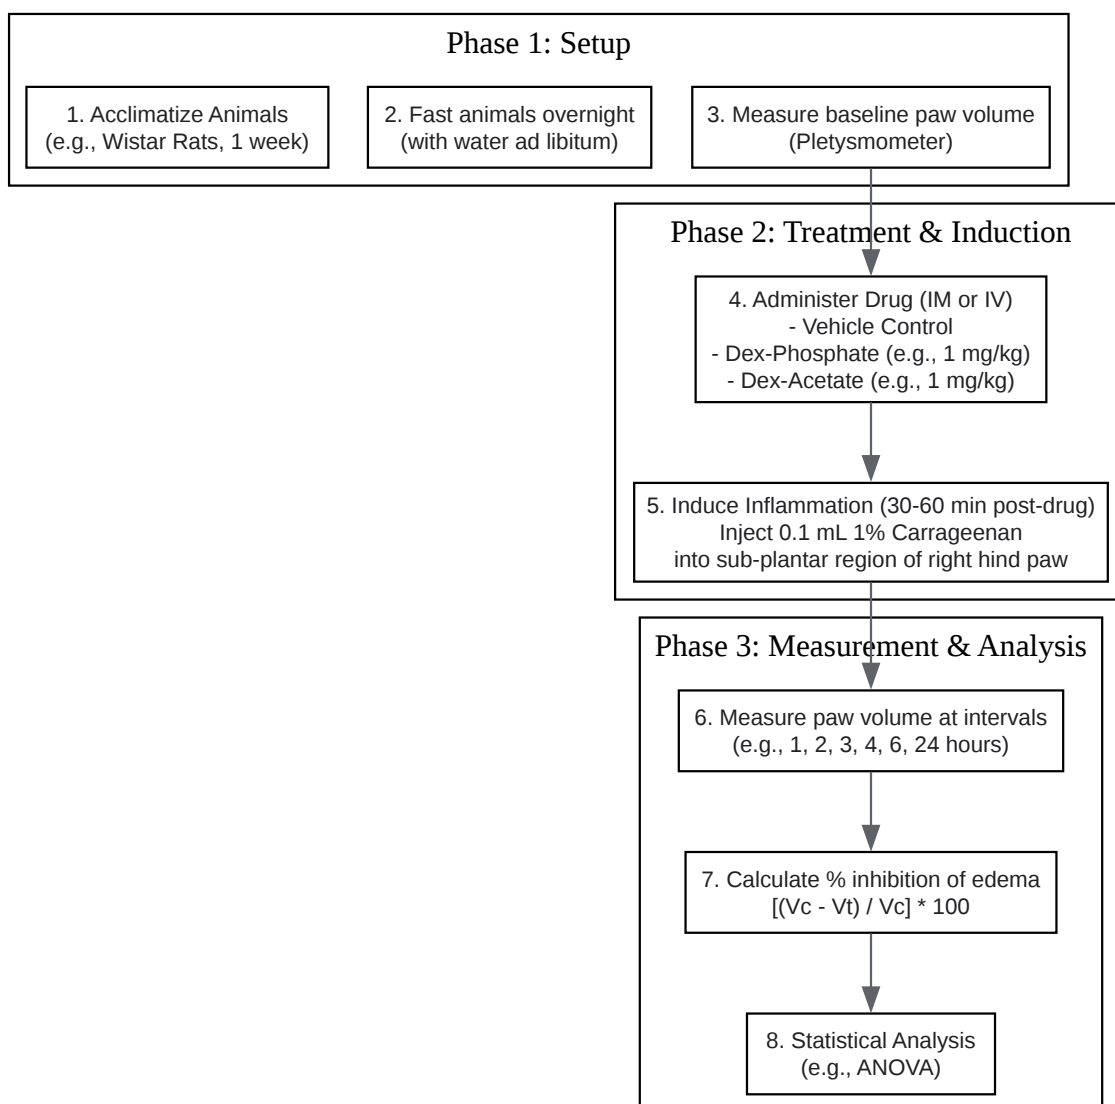 Phase 1: Setup
1. Acclimatize Animals
(e.g., Wistar Rats, 1 week)
2. Fast animals overnight
(with water ad libitum)
3. Measure baseline paw volume
(Pletysmometer)
Phase 2: Treatment & Induction
4. Administer Drug (IM or IV)
- Vehicle Control
- Dex-Phosphate (e.g., 1 mg/kg)
- Dex-Acetate (e.g., 1 mg/kg)
5. Induce Inflammation (30-60 min post-drug)
Inject 0.1 mL 1% Carrageenan
into sub-plantar region of right hind paw
Phase 3: Measurement & Analysis
6. Measure paw volume at intervals
(e.g., 1, 2, 3, 4, 6, 24 hours)
7. Calculate % inhibition of edema
[(Vc - Vt) / Vc] * 100
8. Statistical Analysis
(e.g., ANOVA)